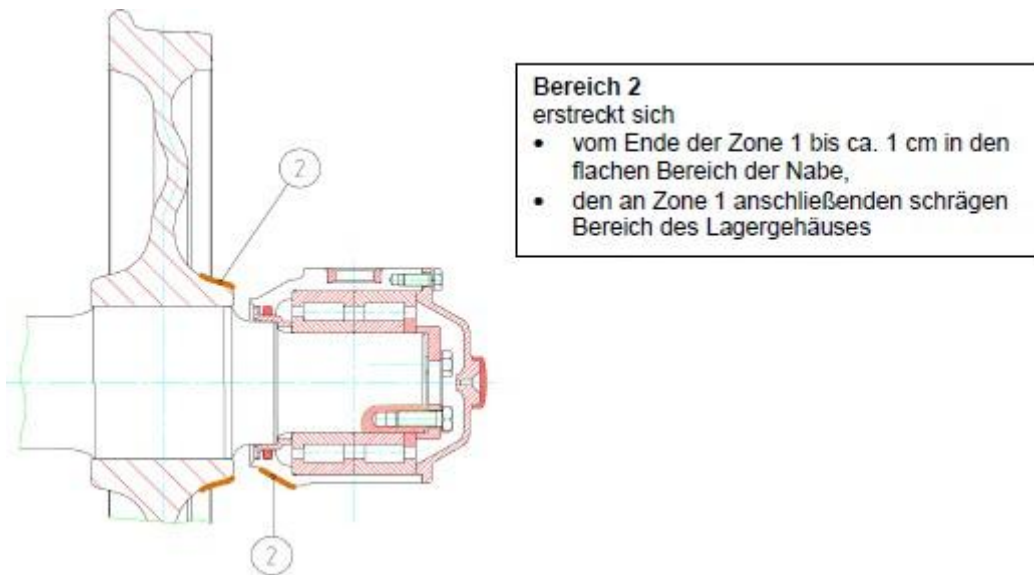 Bereich 2
erstreckt sich
• vom Ende der Zone 1 bis ca. 1 cm in den
flachen Bereich der Nabe,
• den an Zone 1 anschließenden schrägen
Bereich des Lagergehäuses
2
2